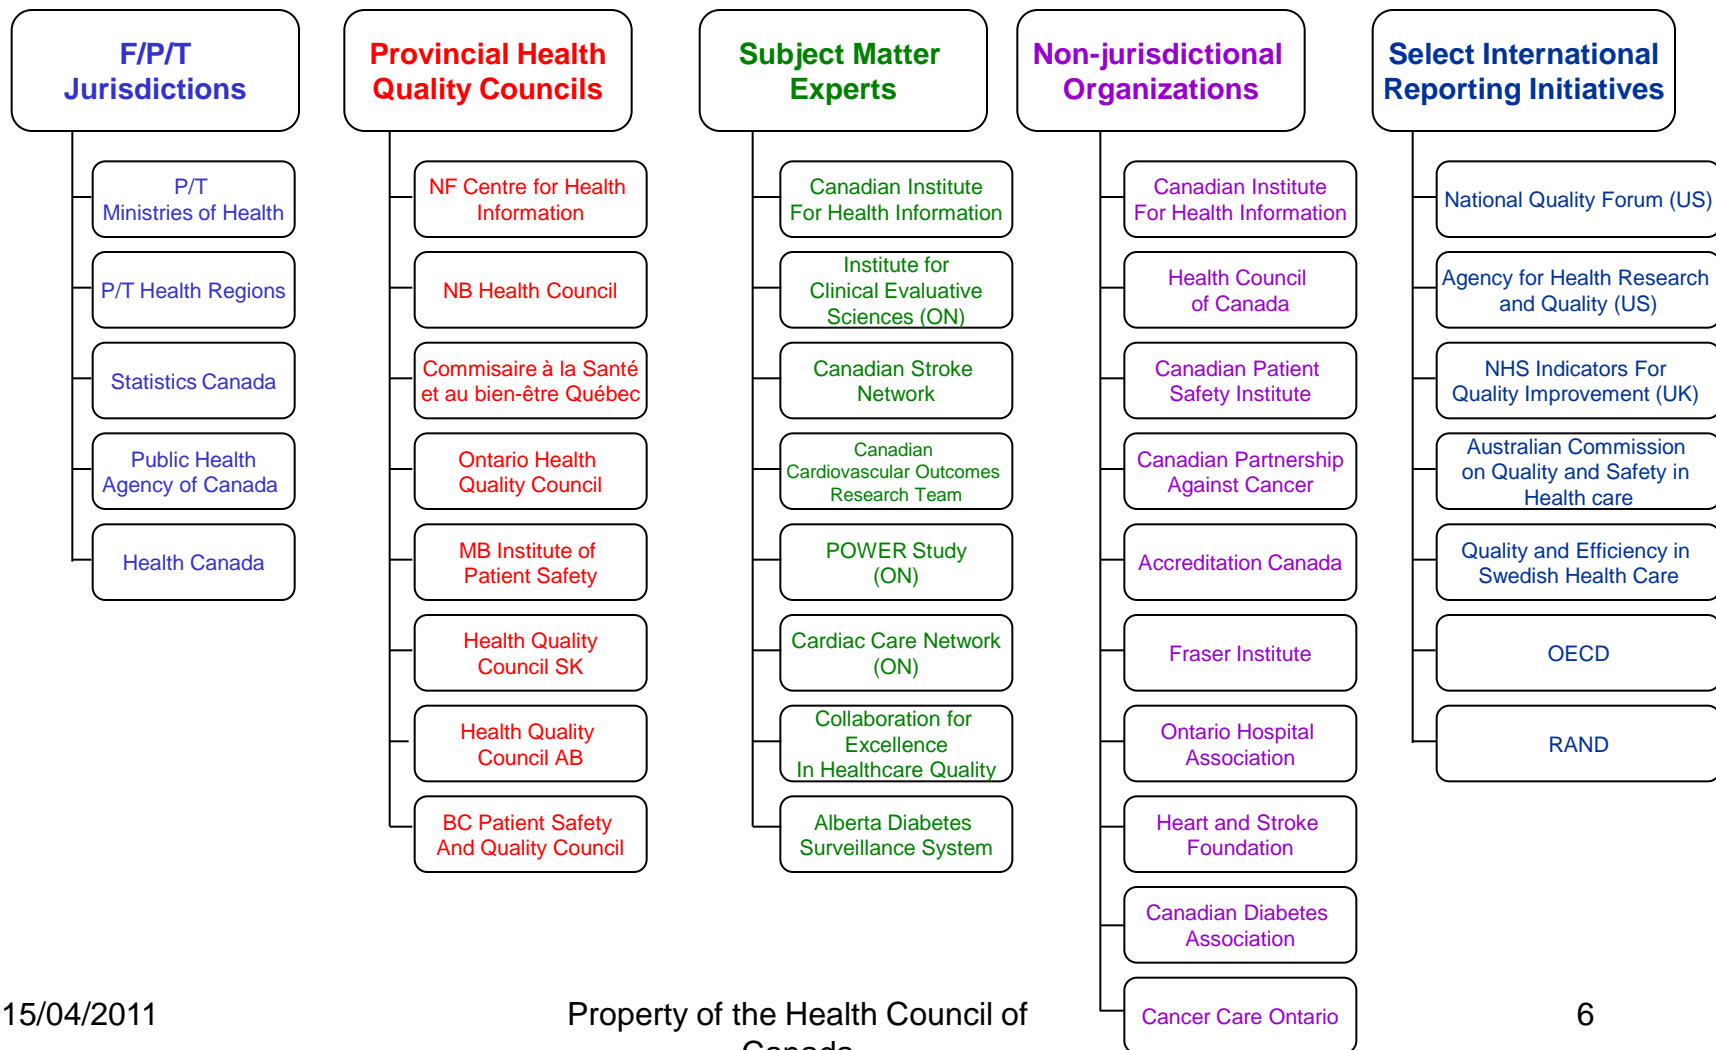 F/P/T
Jurisdictions
P/T
Ministries of Health
P/T Health Regions
Statistics Canada
Public Health
Agency of Canada
Health Canada
Provincial Health
Quality Councils
NF Centre for Health
Information
NB Health Council
Commisaire à la Santé
et au bien-être Québec
Ontario Health
Quality Council
MB Institute of
Patient Safety
Health Quality
Council SK
Health Quality
Council AB
BC Patient Safety
And Quality Council
Subject Matter
Experts
Canadian Institute
For Health Information
Institute for
Clinical Evaluative
Sciences (ON)
Canadian Stroke
Network
Canadian
Cardiovascular Outcomes
Research Team
POWER Study
(ON)
Cardiac Care Network
(ON)
Collaboration for
Excellence
In Healthcare Quality
Alberta Diabetes
Surveillance System
Non-jurisdictional
Organizations
Canadian Institute
For Health Information
Health Council
of Canada
Canadian Patient
Safety Institute
Canadian Partnership
Against Cancer
Accreditation Canada
Fraser Institute
Ontario Hospital
Association
Heart and Stroke
Foundation
Canadian Diabetes
Association
Cancer Care Ontario
Select International
Reporting Initiatives
National Quality Forum (US)
Agency for Health Research
and Quality (US)
NHS Indicators For
Quality Improvement (UK)
Australian Commission
on Quality and Safety in
Health care
Quality and Efficiency in
Swedish Health Care
OECD
RAND
15/04/2011
Property of the Health Council of
Canada
6